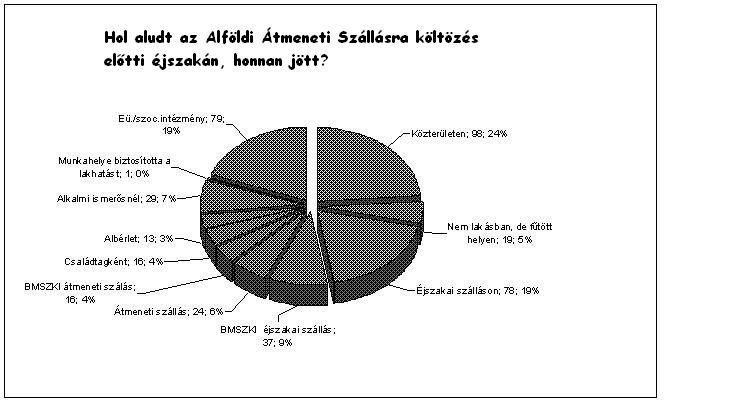 Hol aludt az Alföldi Átmeneti Szállásra költözés
előtti éjszakán, honnan jött?
Eü./szoc.intézmény; 79;
19%
Közterületen; 98; 24%
Munkahelye biztosította a
lakhatást; 1; 0%
Alkalmi ismerősnél; 29; 7%
Nem lakásban, de fűtött
helyen; 19; 5%
Albérlet; 13; 3%
Családtagként; 16; 4%
BMSZKI átmeneti szálás;
16; 4%
Éjszakai szálláson; 78; 19%
Átmeneti szállás; 24; 6%
BMSZKI éjszakai szállás;
37; 9%